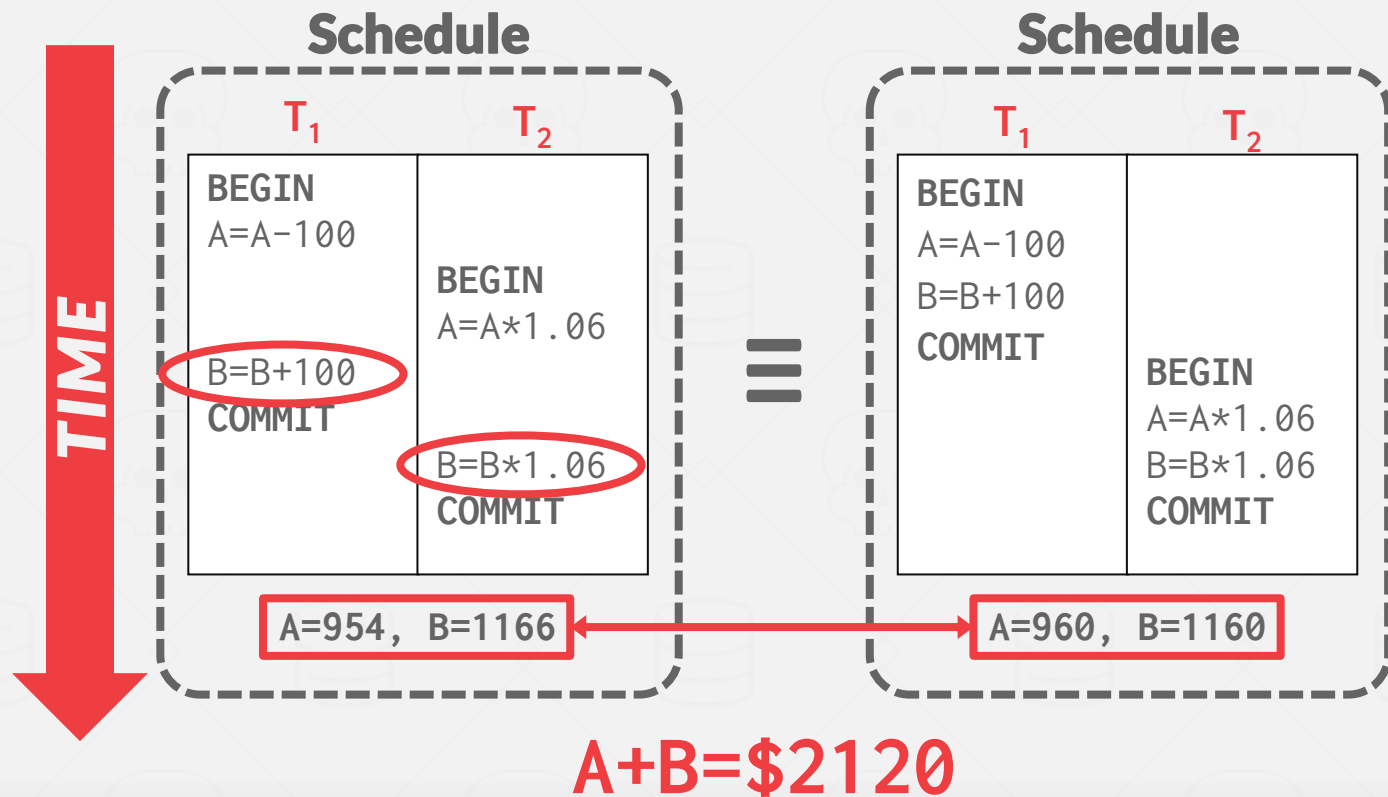 Schedule
T₁ T₂
BEGIN
A=A-100
BEGIN
A=A*1.06
B=B+100
COMMIT
B=B*1.06
COMMIT
A=954, B=1166
TIME
≡
Schedule
T₁ T₂
BEGIN
A=A-100
B=B+100
COMMIT
BEGIN
A=A*1.06
B=B*1.06
COMMIT
A=960, B=1160
A+B=$2120